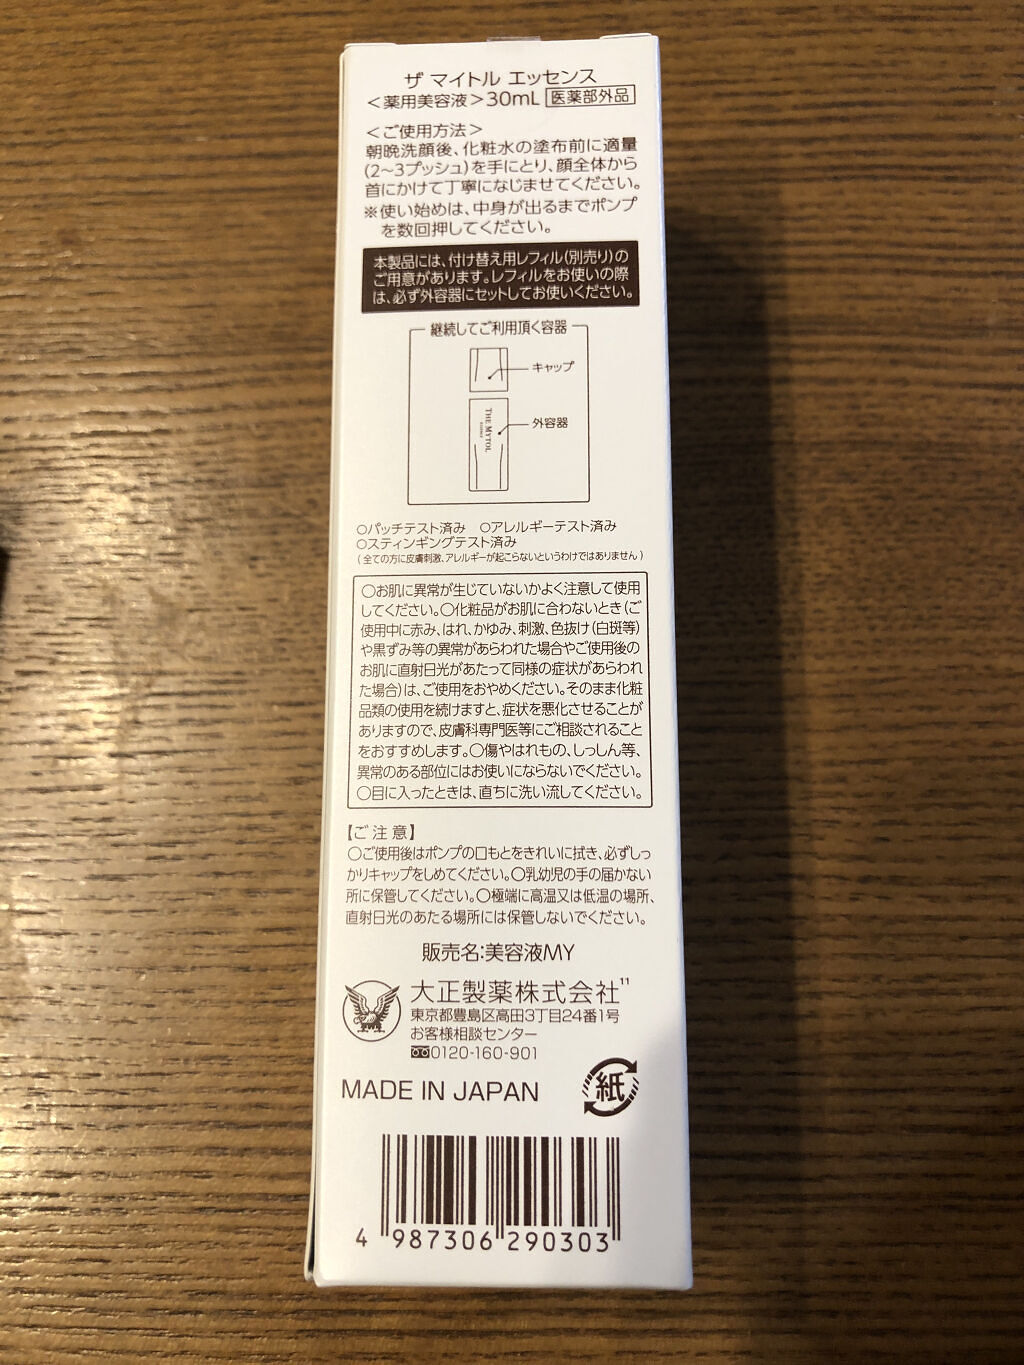 ザ マイトル エッセンス
＜薬用美容液＞30mL 医薬部外品
＜ご使用方法＞
朝晩洗顔後、化粧水の塗布前に適量
(2〜3プッシュ)を手にとり、顔全体から
首にかけて丁寧になじませてください。
※使い始めは、中身が出るまでポンプ
を数回押してください。
本製品には、付け替え用レフィル(別売り)の
ご用意があります。レフィルをお使いの際
は、必ず外容器にセットしてお使いください。
継続してご利用頂く容器
キャップ
THE MYTOL
外容器
○パッチテスト済み ○アレルギーテスト済み
○スティンギングテスト済み
(全ての方に皮膚刺激、アレルギーが起こらないというわけではありません)
○お肌に異常が生じていないかよく注意して使用
してください。○化粧品がお肌に合わないとき(ご
使用中に赤み、はれ、かゆみ、刺激、色抜け(白斑等)
や黒ずみ等の異常があらわれた場合やご使用後の
お肌に直射日光があたって同様の症状があらわれ
た場合)は、ご使用をおやめください。そのまま化粧
品類の使用を続けますと、症状を悪化させることが
ありますので、皮膚科専門医等にご相談されること
をおすすめします。○傷やはれもの、しっしん等、
異常のある部位にはお使いにならないでください。
○目に入ったときは、直ちに洗い流してください。
【ご注意】
○ご使用後はポンプの口もとをきれいに拭き、必ずしっ
かりキャップをしめてください。○乳幼児の手の届かない
所に保管してください。○極端に高温又は低温の場所、
直射日光のあたる場所には保管しないでください。
販売名:美容液MY
大正製薬株式会社11
東京都豊島区高田3丁目24番1号
お客様相談センター
0120-160-901
MADE IN JAPAN
紙
4 987306 290303